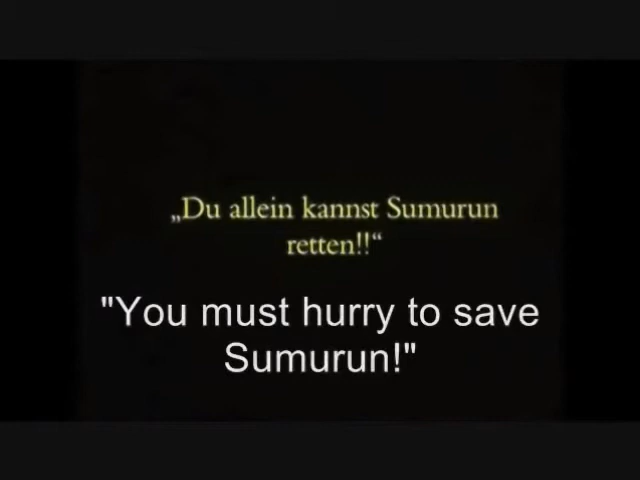 „Du allein kannst Sumurun
retten!!“
"You must hurry to save
Sumurun!"